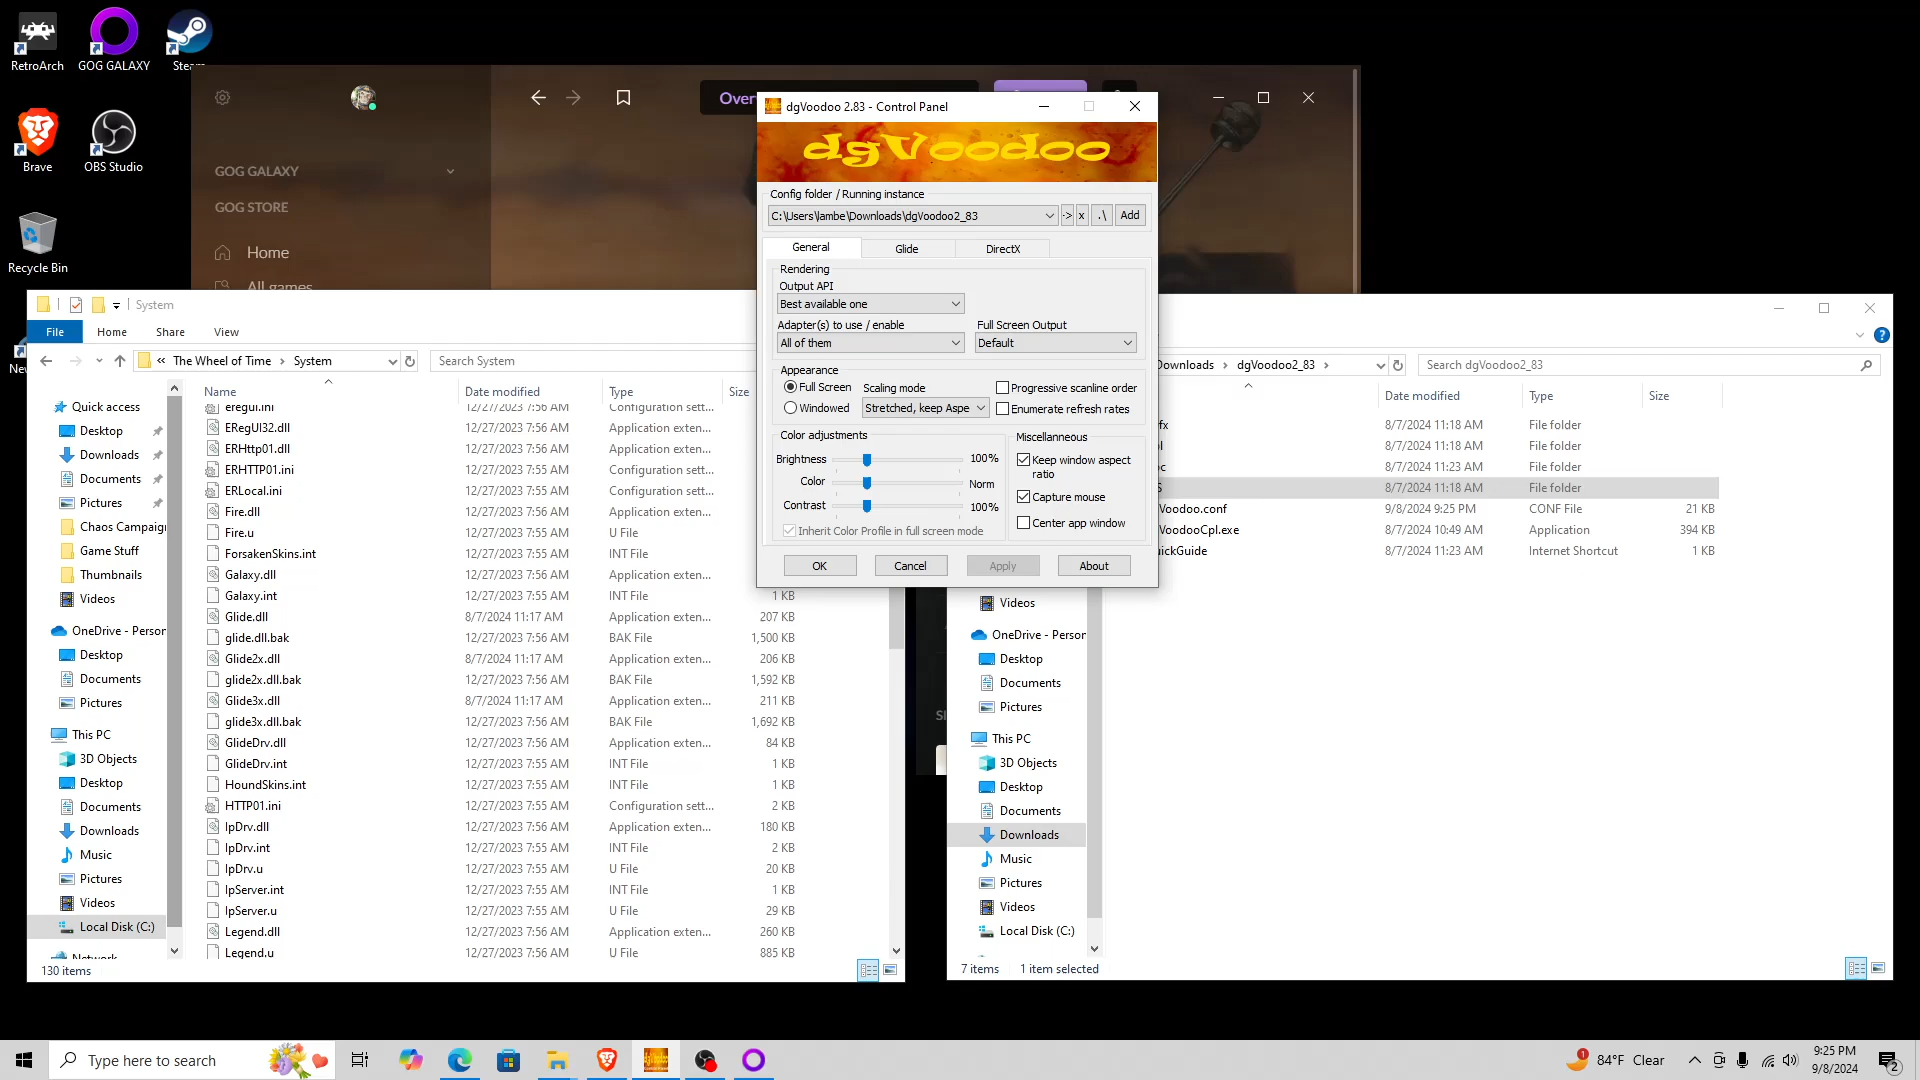 RetroArch
GOG GALAXY
Steam
Brave
OBS Studio
Recycle Bin
GOG GALAXY
GOG STORE
Home
All games
Over
dgVoodoo 2.83 - Control Panel
dgVoodoo
Config folder / Running instance
C:\Users\lambe\Downloads\dgVoodoo2_83
->
x
.\
Add
General
Glide
DirectX
Rendering
Output API
Best available one
Adapter(s) to use / enable
Full Screen Output
All of them
Default
Appearance
Full Screen
Scaling mode
Progressive scanline order
Windowed
Stretched, keep Aspe
Enumerate refresh rates
Color adjustments
Miscellaneous
Brightness
100%
Keep window aspect
ratio
Color
Norm
Capture mouse
Contrast
100%
Center app window
Inherit Color Profile in full screen mode
OK
Cancel
Apply
About
System
File
Home
Share
View
« The Wheel of Time > System
Search System
Name
Date modified
Type
Size
Quick access
Desktop
Downloads
Documents
Pictures
Chaos Campaig
Game Stuff
Thumbnails
Videos
OneDrive - Person
Desktop
Documents
Pictures
This PC
3D Objects
Desktop
Documents
Downloads
Music
Pictures
Videos
Local Disk (C:)
Network
eregui.ini 12/27/2023 7:56 AM Configuration sett...
ERegUI32.dll 12/27/2023 7:56 AM Application exten...
ERHttp01.dll 12/27/2023 7:56 AM Application exten...
ERHTTP01.ini 12/27/2023 7:56 AM Configuration sett...
ERLocal.ini 12/27/2023 7:55 AM Configuration sett...
Fire.dll 12/27/2023 7:56 AM Application exten...
Fire.u 12/27/2023 7:56 AM U File
ForsakenSkins.int 12/27/2023 7:55 AM INT File
Galaxy.dll 12/27/2023 7:56 AM Application exten...
Galaxy.int 12/27/2023 7:55 AM INT File 1 KB
Glide.dll 8/7/2024 11:17 AM Application exten... 207 KB
glide.dll.bak 12/27/2023 7:56 AM BAK File 1,500 KB
Glide2x.dll 8/7/2024 11:17 AM Application exten... 206 KB
glide2x.dll.bak 12/27/2023 7:56 AM BAK File 1,592 KB
Glide3x.dll 8/7/2024 11:17 AM Application exten... 211 KB
glide3x.dll.bak 12/27/2023 7:56 AM BAK File 1,692 KB
GlideDrv.dll 12/27/2023 7:56 AM Application exten... 84 KB
GlideDrv.int 12/27/2023 7:55 AM INT File 1 KB
HoundSkins.int 12/27/2023 7:55 AM INT File 1 KB
HTTP01.ini 12/27/2023 7:55 AM Configuration sett... 2 KB
IpDrv.dll 12/27/2023 7:56 AM Application exten... 180 KB
IpDrv.int 12/27/2023 7:55 AM INT File 2 KB
IpDrv.u 12/27/2023 7:55 AM U File 20 KB
IpServer.int 12/27/2023 7:55 AM INT File 1 KB
IpServer.u 12/27/2023 7:55 AM U File 29 KB
Legend.dll 12/27/2023 7:56 AM Application exten... 260 KB
Legend.u 12/27/2023 7:55 AM U File 885 KB
130 items
Downloads > dgVoodoo2_83 >
Search dgVoodoo2_83
Date modified
Type
Size
fx 8/7/2024 11:18 AM File folder
8/7/2024 11:18 AM File folder
8/7/2024 11:23 AM File folder
S 8/7/2024 11:18 AM File folder
Voodoo.conf 9/8/2024 9:25 PM CONF File 21 KB
VoodooCpl.exe 8/7/2024 10:49 AM Application 394 KB
uickGuide 8/7/2024 11:23 AM Internet Shortcut 1 KB
Videos
OneDrive - Person
Desktop
Documents
Pictures
This PC
3D Objects
Desktop
Documents
Downloads
Music
Pictures
Videos
Local Disk (C:)
7 items
1 item selected
Type here to search
1
84°F Clear
9:25 PM
9/8/2024
2